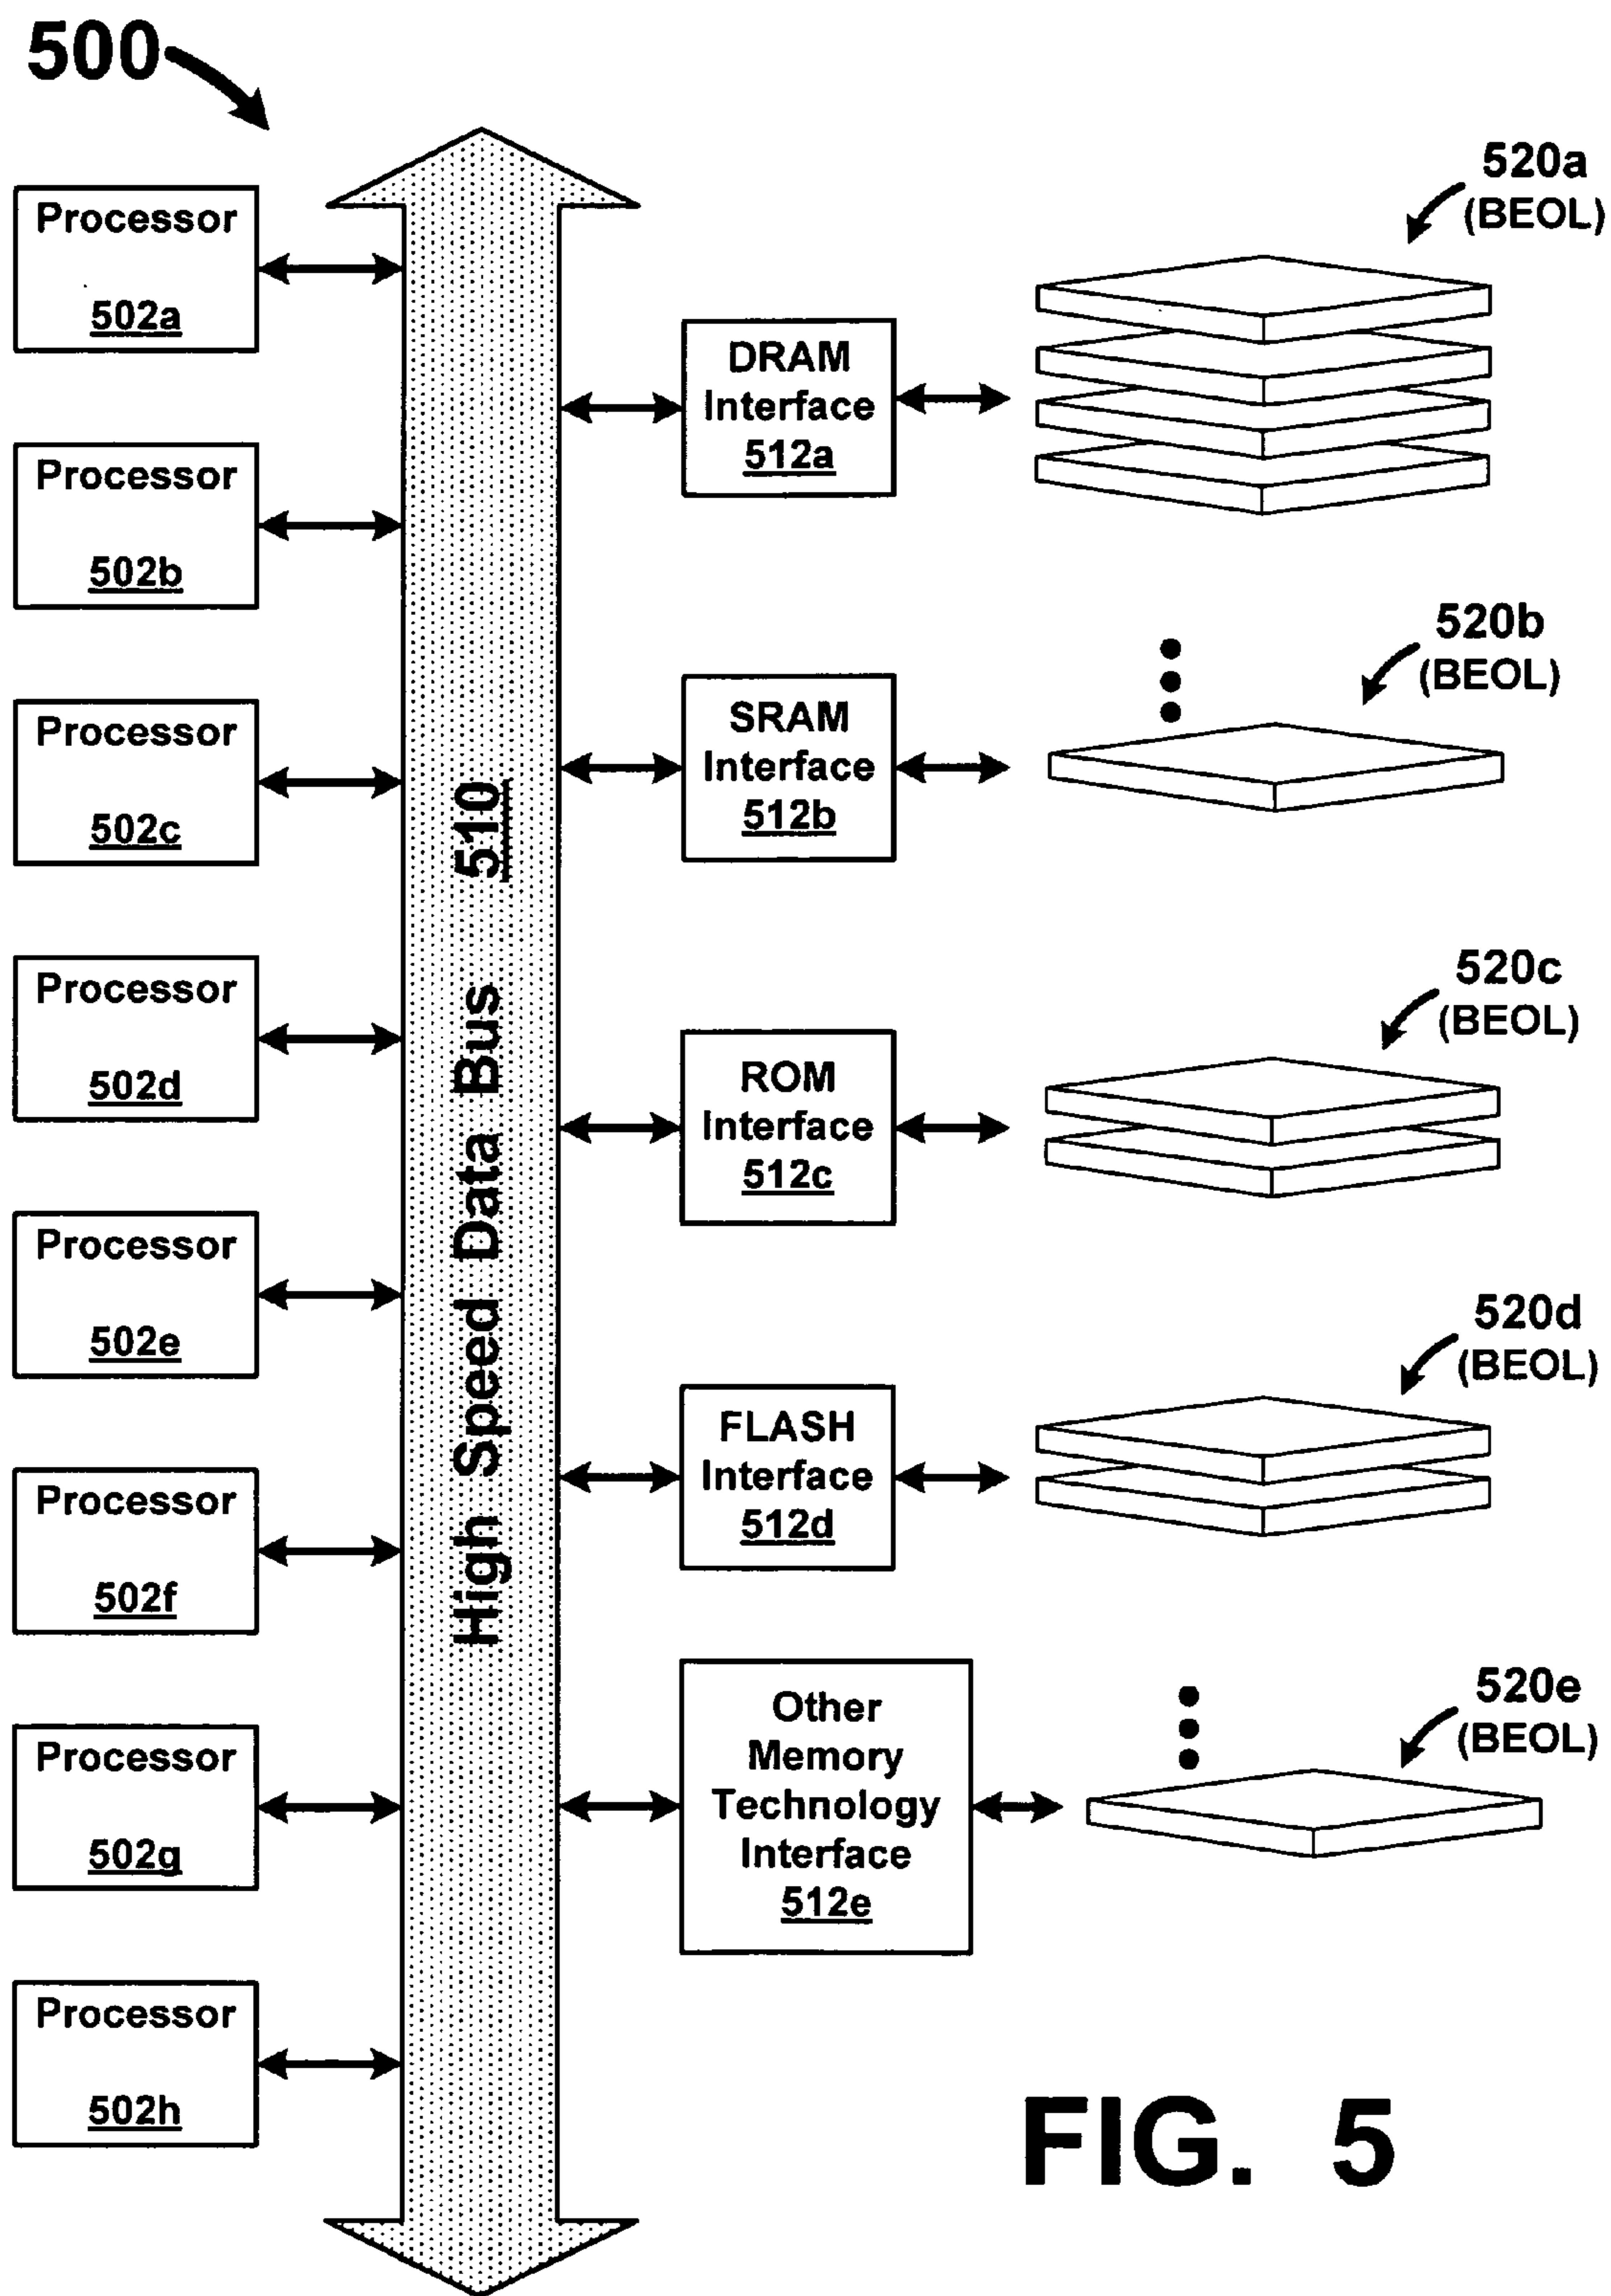 500
Processor
502a
Processor
502b
Processor
502c
Processor
502d
Processor
502e
Processor
502f
Processor
502g
Processor
502h
High Speed Data Bus 510
DRAM
Interface
512a
SRAM
Interface
512b
ROM
Interface
512c
FLASH
Interface
512d
Other
Memory
Technology
Interface
512e
520a
(BEOL)
520b
(BEOL)
520c
(BEOL)
520d
(BEOL)
520e
(BEOL)
FIG. 5